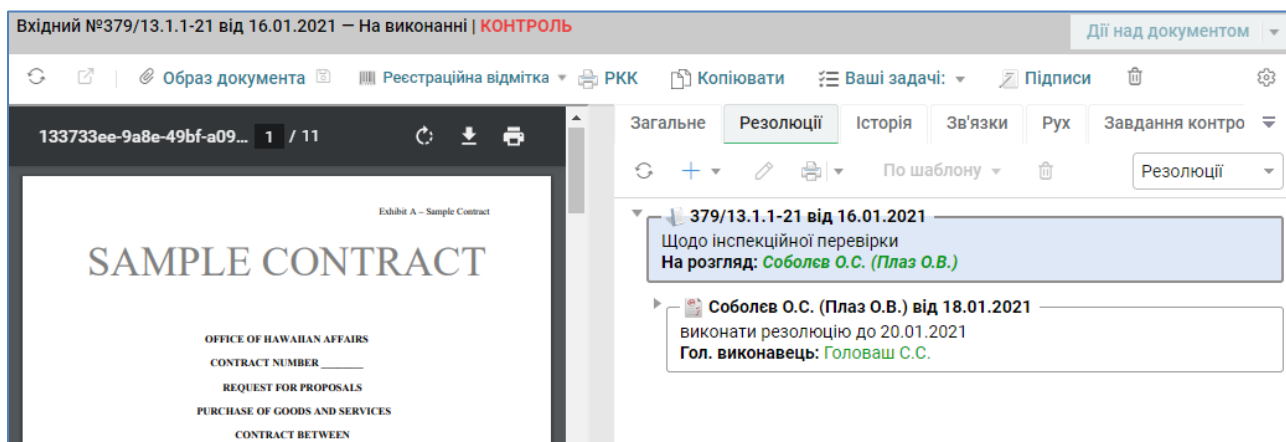 Вхідний №379/13.1.1-21 від 16.01.2021 — На виконанні | КОНТРОЛЬ
Дії над документом
Образ документа
Реєстраційна відмітка
РКК
Копіювати
Ваші задачі:
Підписи
133733ee-9a8e-49bf-a09... 1 / 11
Exhibit A – Sample Contract
SAMPLE CONTRACT
OFFICE OF HAWAIIAN AFFAIRS
CONTRACT NUMBER _______
REQUEST FOR PROPOSALS
PURCHASE OF GOODS AND SERVICES
CONTRACT BETWEEN
Загальне Резолюції Історія Зв'язки Рух Завдання контро
По шаблону
Резолюції
379/13.1.1-21 від 16.01.2021
Щодо інспекційної перевірки
На розгляд: Соболєв О.С. (Плаз О.В.)
Соболєв О.С. (Плаз О.В.) від 18.01.2021
виконати резолюцію до 20.01.2021
Гол. виконавець: Головаш С.С.